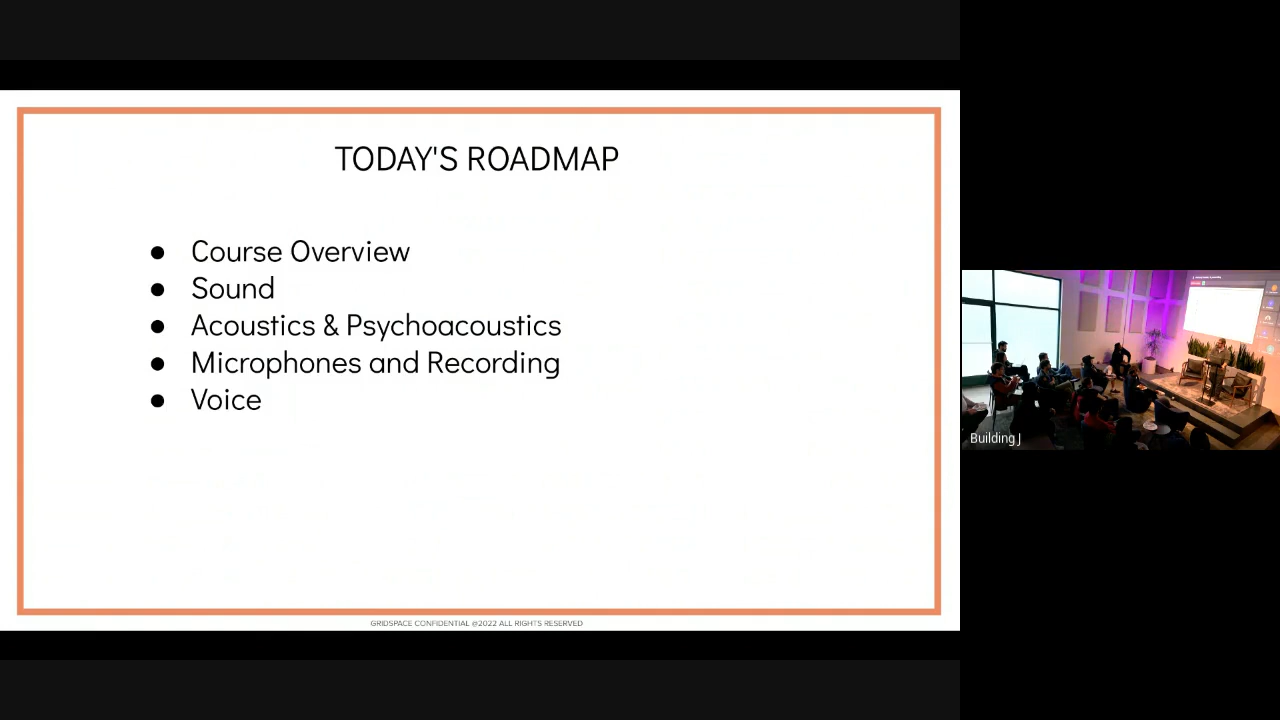 TODAY'S ROADMAP
● Course Overview
● Sound
● Acoustics & Psychoacoustics
● Microphones and Recording
● Voice
GRIDSPACE CONFIDENTIAL @2022 ALL RIGHTS RESERVED
Building J